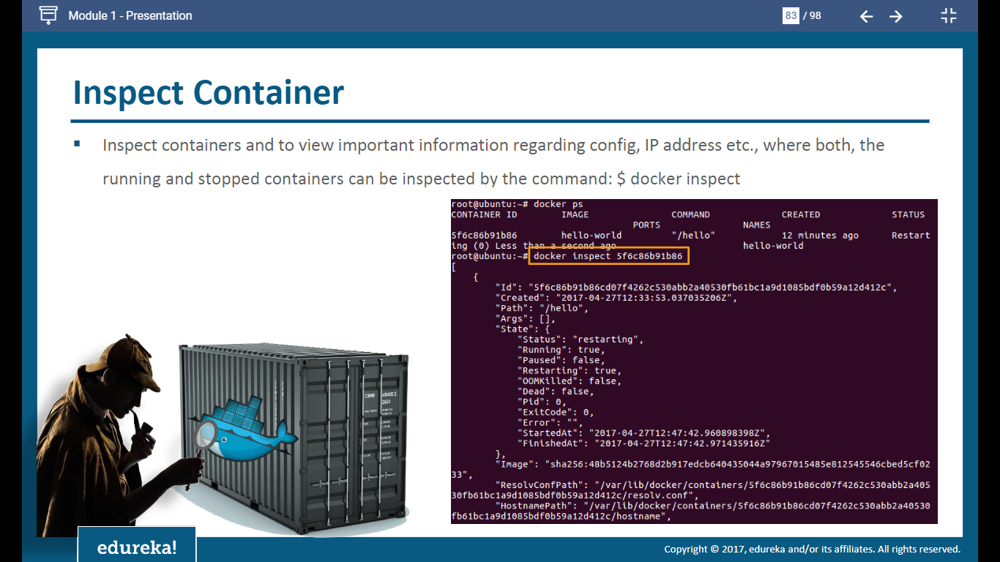 Module 1 - Presentation
83 / 98
Inspect Container
Inspect containers and to view important information regarding config, IP address etc., where both, the
running and stopped containers can be inspected by the command: $ docker inspect
root@ubuntu:~# docker ps
CONTAINER ID IMAGE COMMAND CREATED STATUS
PORTS NAMES
5f6c86b91b86 hello-world "/hello" 12 minutes ago Restart
ing (0) Less than a second ago hello-world
root@ubuntu:~# docker inspect 5f6c86b91b86
[
{
"Id": "5f6c86b91b86cd07f4262c530abb2a40530fb61bc1a9d1085bdf0b59a12d412c",
"Created": "2017-04-27T12:33:53.037035206Z",
"Path": "/hello",
"Args": [],
"State": {
"Status": "restarting",
"Running": true,
"Paused": false,
"Restarting": true,
"OOMKilled": false,
"Dead": false,
"Pid": 0,
"ExitCode": 0,
"Error": "",
"StartedAt": "2017-04-27T12:47:42.960898398Z",
"FinishedAt": "2017-04-27T12:47:42.971435916Z"
},
"Image": "sha256:48b5124b2768d2b917edcb640435044a97967015485e812545546cbed5cf02
33",
"ResolvConfPath": "/var/lib/docker/containers/5f6c86b91b86cd07f4262c530abb2a405
30fb61bc1a9d1085bdf0b59a12d412c/resolv.conf",
"HostnamePath": "/var/lib/docker/containers/5f6c86b91b86cd07f4262c530abb2a40530
fb61bc1a9d1085bdf0b59a12d412c/hostname",
edureka!
Copyright © 2017, edureka and/or its affiliates. All rights reserved.